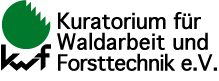 kwf
Kuratorium für
Waldarbeit und
Forsttechnik e.V.